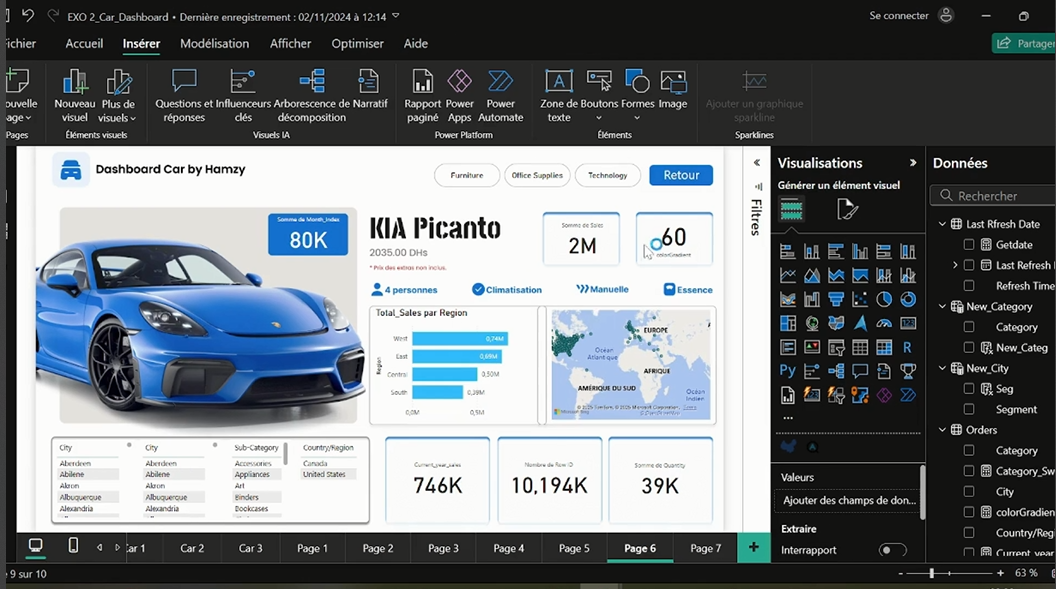 EXO 2_Car_Dashboard • Dernière enregistrement : 02/11/2024 à 12:14
Se connecter
ichier Accueil Insérer Modélisation Afficher Optimiser Aide
Partager
ouvelle
page
Nouveau
visuel
Plus de
visuels
Questions et
réponses
Influenceurs
clés
Arborescence de
décomposition
Narratif
Rapport
paginé
Power
Apps
Power
Automate
Zone de
texte
Boutons
Formes
Image
Ajouter un graphique
sparkline
Pages
Éléments visuels
Visuels IA
Power Platform
Éléments
Sparklines
Dashboard Car by Hamzy
Furniture
Office Supplies
Technology
Retour
Somme de Month_Index
80K
KIA Picanto
2035.00 DHs
* Prix des extras non inclus.
Somme de Sales
2M
60
colorGradient
4 personnes
Climatisation
Manuelle
Essence
Total_Sales par Region
Region
West 0,74M
East 0,69M
Central 0,50M
South 0,39M
0,0M 0,5M
EUROPE
Océan
Atlantique
AFRIQUE
AMÉRIQUE DU SUD
Océan
Indien
City
Aberdeen
Abilene
Akron
Albuquerque
Alexandria
City
Aberdeen
Abilene
Akron
Albuquerque
Alexandria
Sub-Category
Accessories
Appliances
Art
Binders
Bookcases
Country/Region
Canada
United States
Current_year_sales
746K
Nombre de Row ID
10,194K
Somme de Quantity
39K
Filtres
Visualisations
Générer un élément visuel
R
Py
123
...
Valeurs
Ajouter des champs de don...
Extraire
Interrapport
Données
Rechercher
Last Rfresh Date
Getdate
Last Refresh
Refresh Time
New_Category
Category
New_Categ
New_City
Seg
Segment
Orders
Category
Category_Sw
City
colorGradien
Country/Regi
Current_year
ar 1 Car 2 Car 3 Page 1 Page 2 Page 3 Page 4 Page 5 Page 6 Page 7 +
9 sur 10
- + 63 %